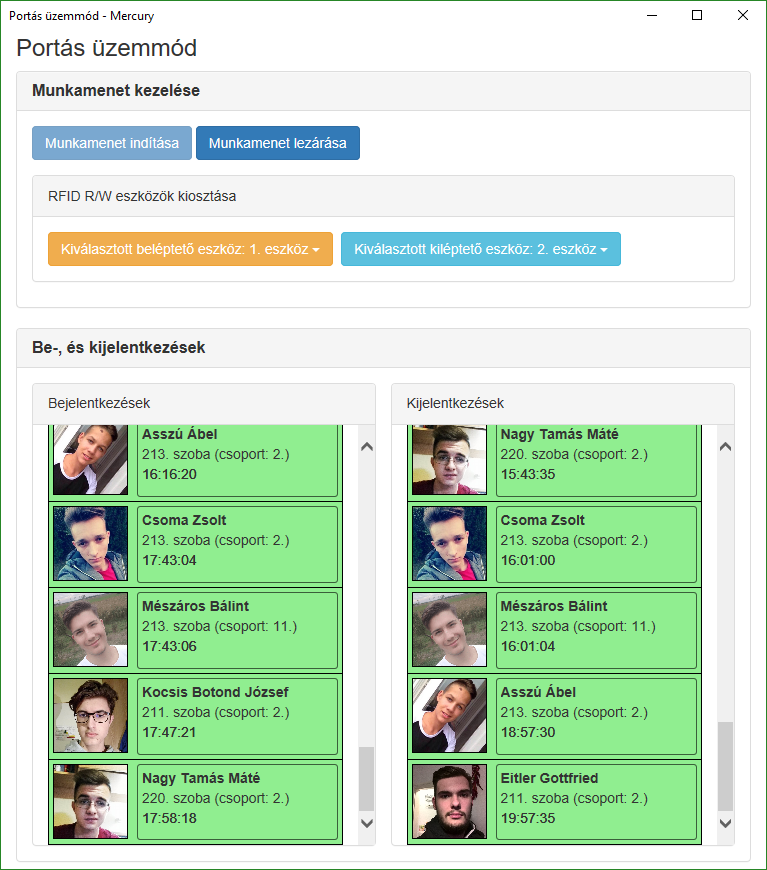 Portás üzemmód - Mercury
Portás üzemmód
Munkamenet kezelése
Munkamenet indítása
Munkamenet lezárása
RFID R/W eszközök kiosztása
Kiválasztott beléptető eszköz: 1. eszköz
Kiválasztott kiléptető eszköz: 2. eszköz
Be-, és kijelentkezések
Bejelentkezések
Asszú Ábel
213. szoba (csoport: 2.)
16:16:20
Csoma Zsolt
213. szoba (csoport: 2.)
17:43:04
Mészáros Bálint
213. szoba (csoport: 11.)
17:43:06
Kocsis Botond József
211. szoba (csoport: 2.)
17:47:21
Nagy Tamás Máté
220. szoba (csoport: 2.)
17:58:18
Kijelentkezések
Nagy Tamás Máté
220. szoba (csoport: 2.)
15:43:35
Csoma Zsolt
213. szoba (csoport: 2.)
16:01:00
Mészáros Bálint
213. szoba (csoport: 11.)
16:01:04
Asszú Ábel
213. szoba (csoport: 2.)
18:57:30
Eitler Gottfried
211. szoba (csoport: 2.)
19:57:35